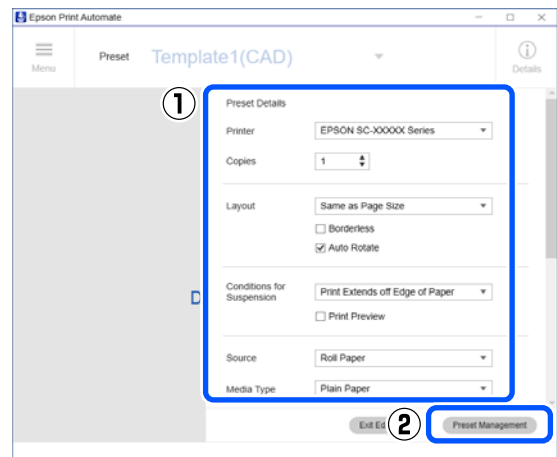 Epson Print Automate
Menu
Preset
Template1(CAD)
Details
1
Preset Details
Printer
EPSON SC-XXXXX Series
Copies
1
Layout
Same as Page Size
Borderless
Auto Rotate
Conditions for
Suspension
Print Extends off Edge of Paper
Print Preview
D
Source
Roll Paper
Media Type
Plain Paper
Exit Ed
2
Preset Management